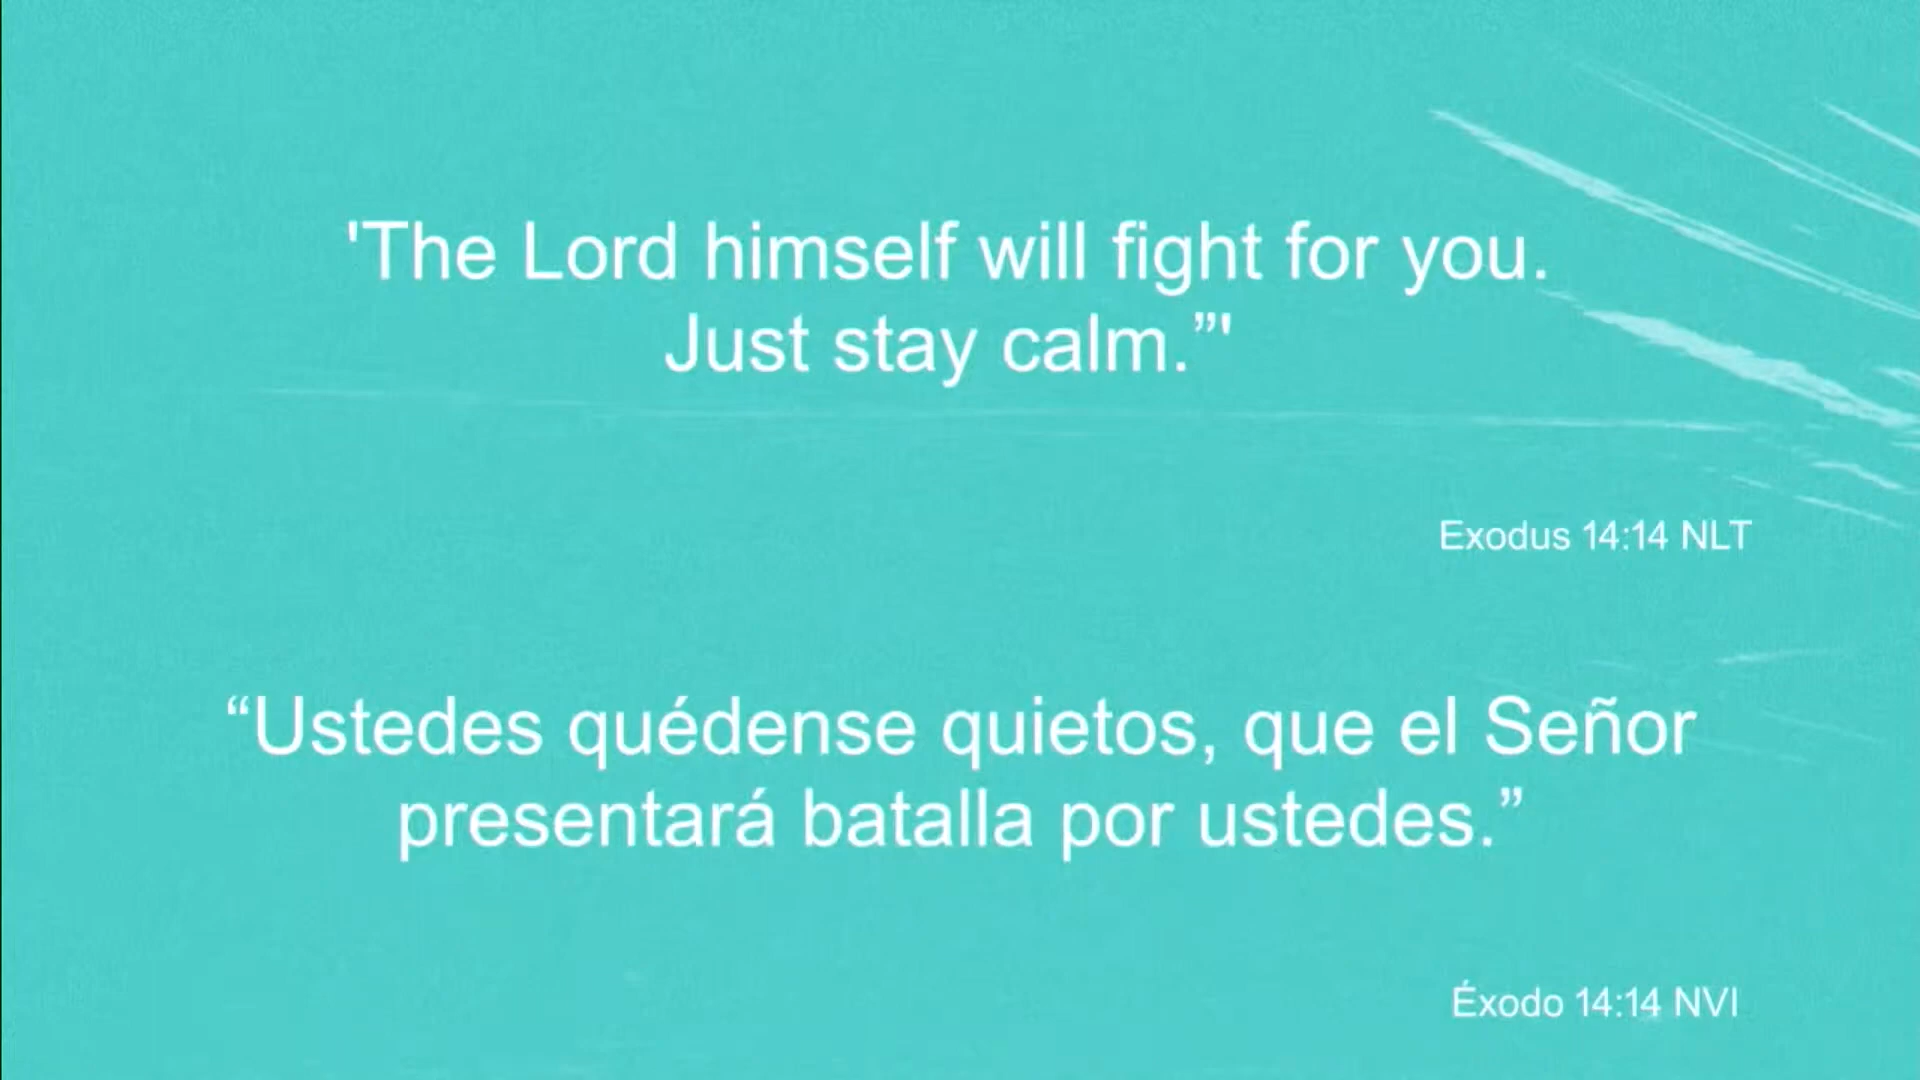 'The Lord himself will fight for you.
Just stay calm.”'
Exodus 14:14 NLT
“Ustedes quédense quietos, que el Señor
presentará batalla por ustedes.”
Éxodo 14:14 NVI